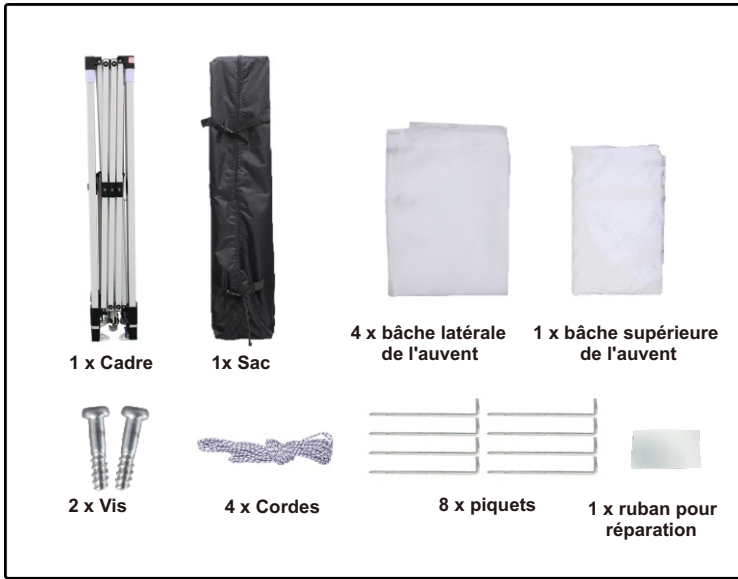 1 x Cadre
1x Sac
4 x bâche latérale
de l'auvent
1 x bâche supérieure
de l'auvent
2 x Vis
4 x Cordes
8 x piquets
1 x ruban pour
réparation